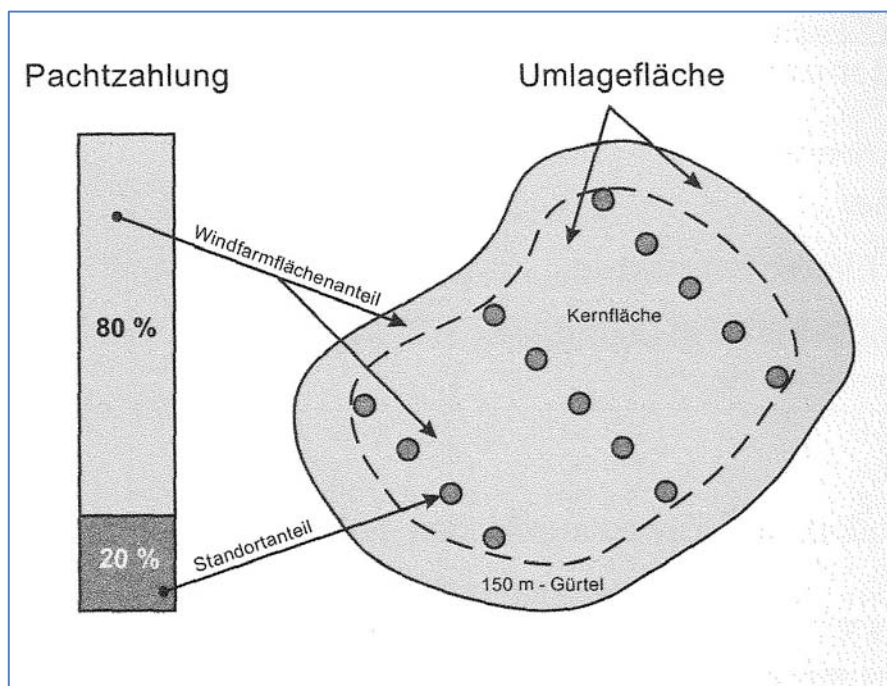 Pachtzahlung
Umlagefläche
Windfarmflächenanteil
80 %
Kernfläche
20 %
Standortanteil
150 m - Gürtel